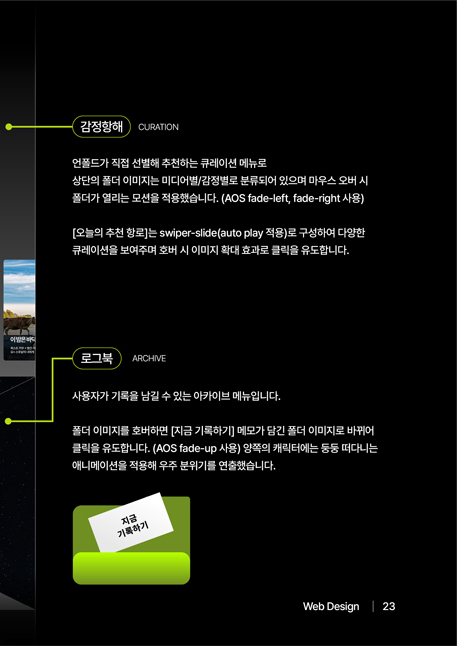 감정항해 CURATION
언폴드가 직접 선별해 추천하는 큐레이션 메뉴로
상단의 폴더 이미지는 미디어별/감정별로 분류되어 있으며 마우스 오버 시
폴더가 열리는 모션을 적용했습니다. (AOS fade-left, fade-right 사용)
[오늘의 추천 항로]는 swiper-slide(auto play 적용)로 구성하여 다양한
큐레이션을 보여주며 호버 시 이미지 확대 효과로 클릭을 유도합니다.
로그북 ARCHIVE
사용자가 기록을 남길 수 있는 아카이브 메뉴입니다.
폴더 이미지를 호버하면 [지금 기록하기] 메모가 담긴 폴더 이미지로 바뀌어
클릭을 유도합니다. (AOS fade-up 사용) 양쪽의 캐릭터에는 둥둥 떠다니는
애니메이션을 적용해 우주 분위기를 연출했습니다.
지금
기록하기
Web Design | 23